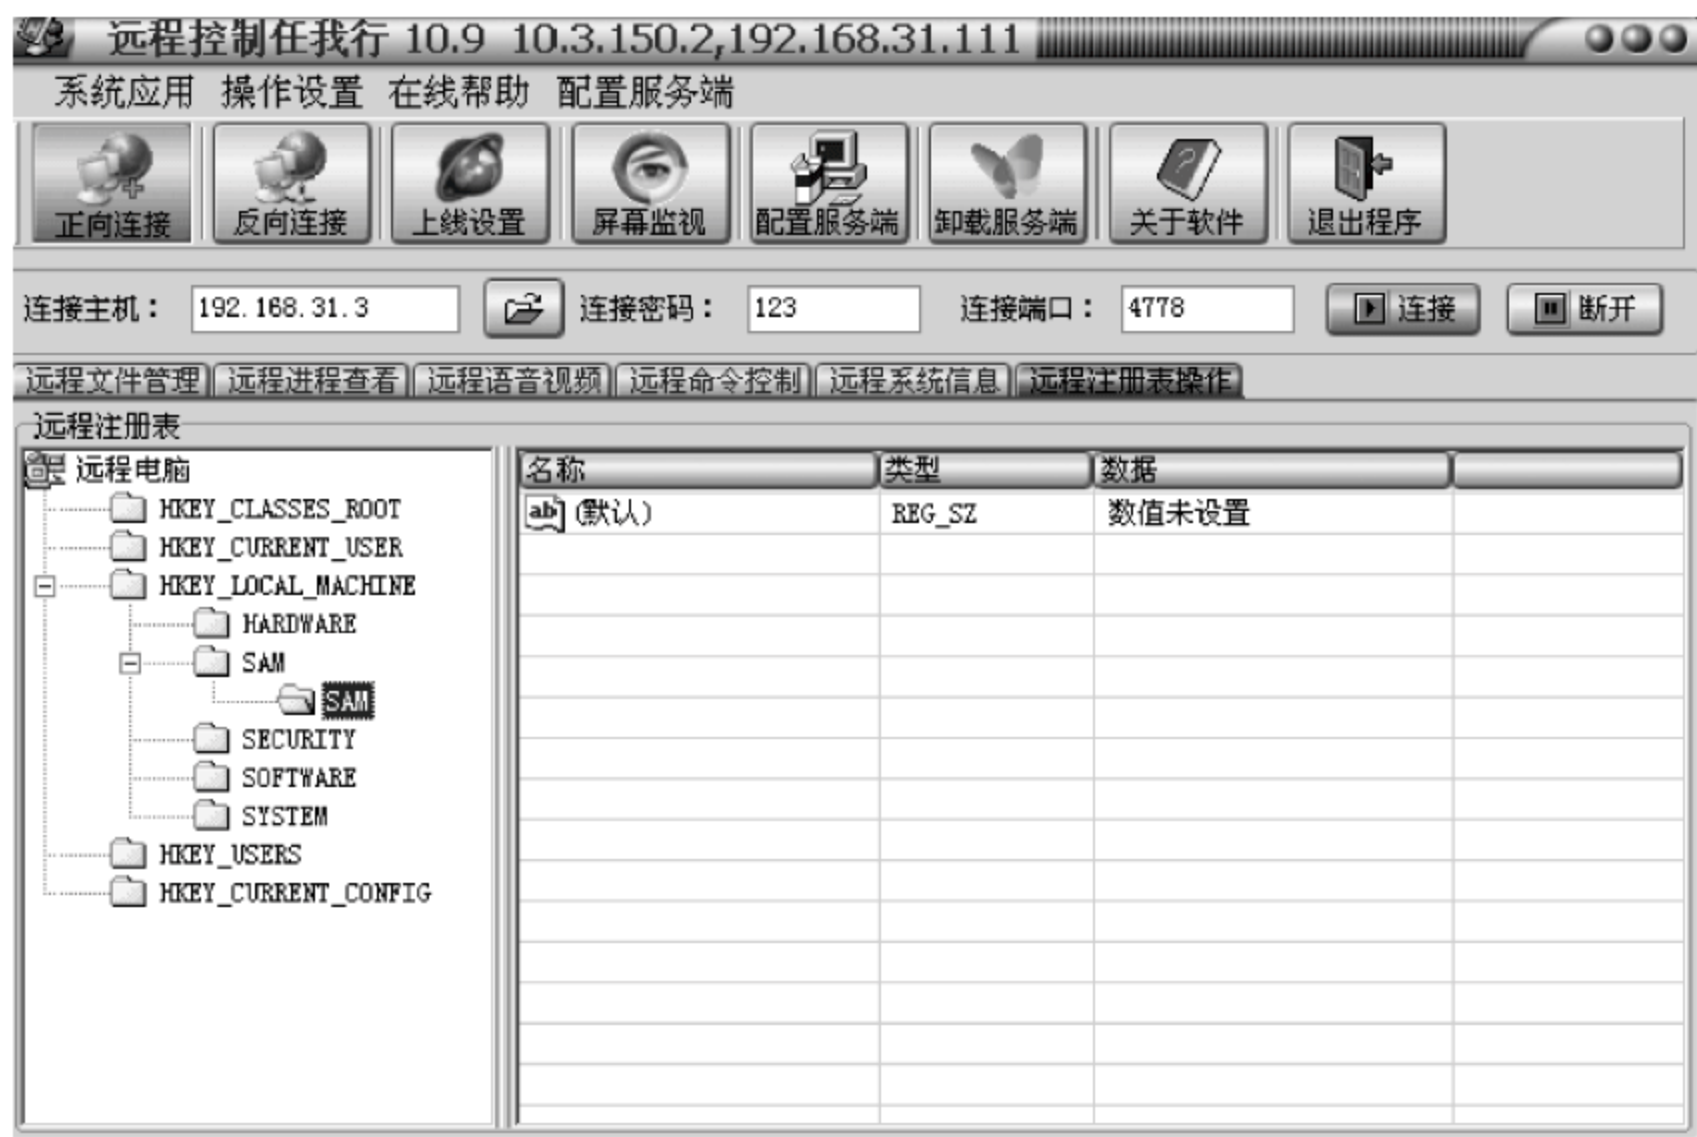 远程控制任我行 10.9 10.3.150.2,192.168.31.111
系统应用 操作设置 在线帮助 配置服务端
正向连接 反向连接 上线设置 屏幕监视 配置服务端 卸载服务端 关于软件 退出程序
连接主机： 192.168.31.3 连接密码： 123 连接端口： 4778 连接 断开
远程文件管理 远程进程查看 远程语音视频 远程命令控制 远程系统信息 远程注册表操作
远程注册表
远程电脑 名称 类型 数据
HKEY_CLASSES_ROOT (默认) REG_SZ 数值未设置
HKEY_CURRENT_USER
HKEY_LOCAL_MACHINE
HARDWARE
SAM
SAM
SECURITY
SOFTWARE
SYSTEM
HKEY_USERS
HKEY_CURRENT_CONFIG